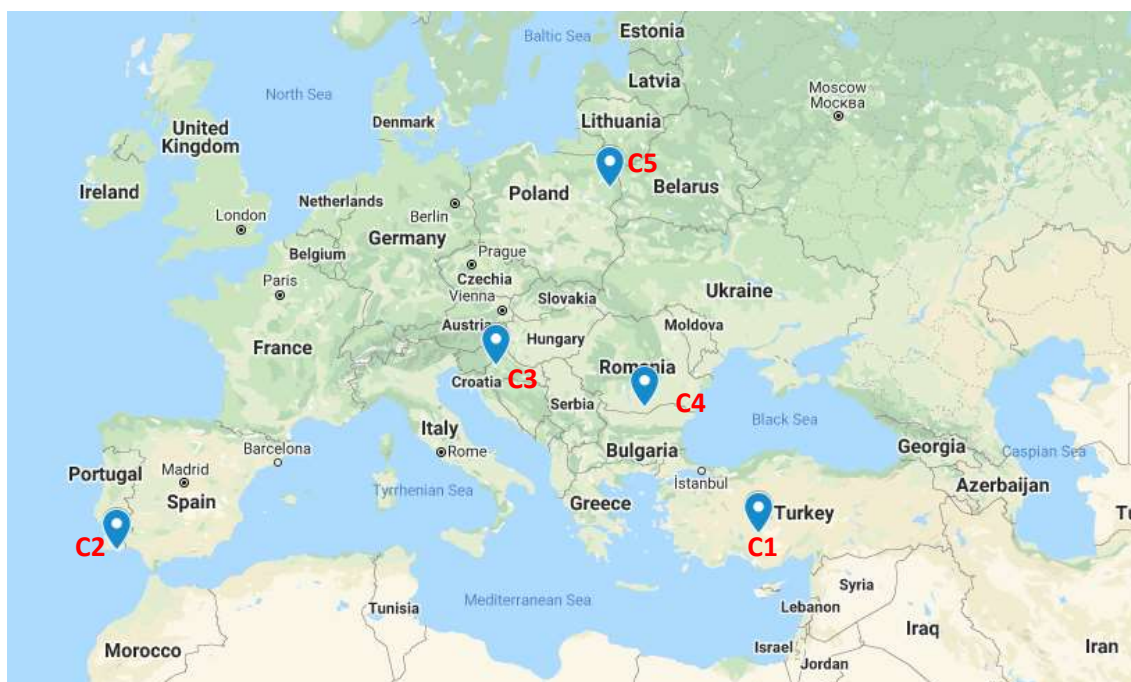 Baltic Sea
Estonia
Latvia
Moscow
Москва
North Sea
Denmark
Lithuania
United
Kingdom
C5
Ireland
Poland
Belarus
Netherlands
London
Berlin
Germany
Belgium
Prague
Czechia
Paris
Slovakia
Ukraine
Vienna
Austria
Moldova
Hungary
France
Romania
C3
Croatia
C4
Serbia
Black Sea
Italy
Georgia
Caspian Sea
Barcelona
Rome
Bulgaria
Portugal
Madrid
İstanbul
Azerbaijan
Spain
Tyrrhenian Sea
Greece
Turkey
Tu
C2
C1
Syria
Mediterranean Sea
Lebanon
Tunisia
Iraq
Morocco
Israel
Iran
Jordan